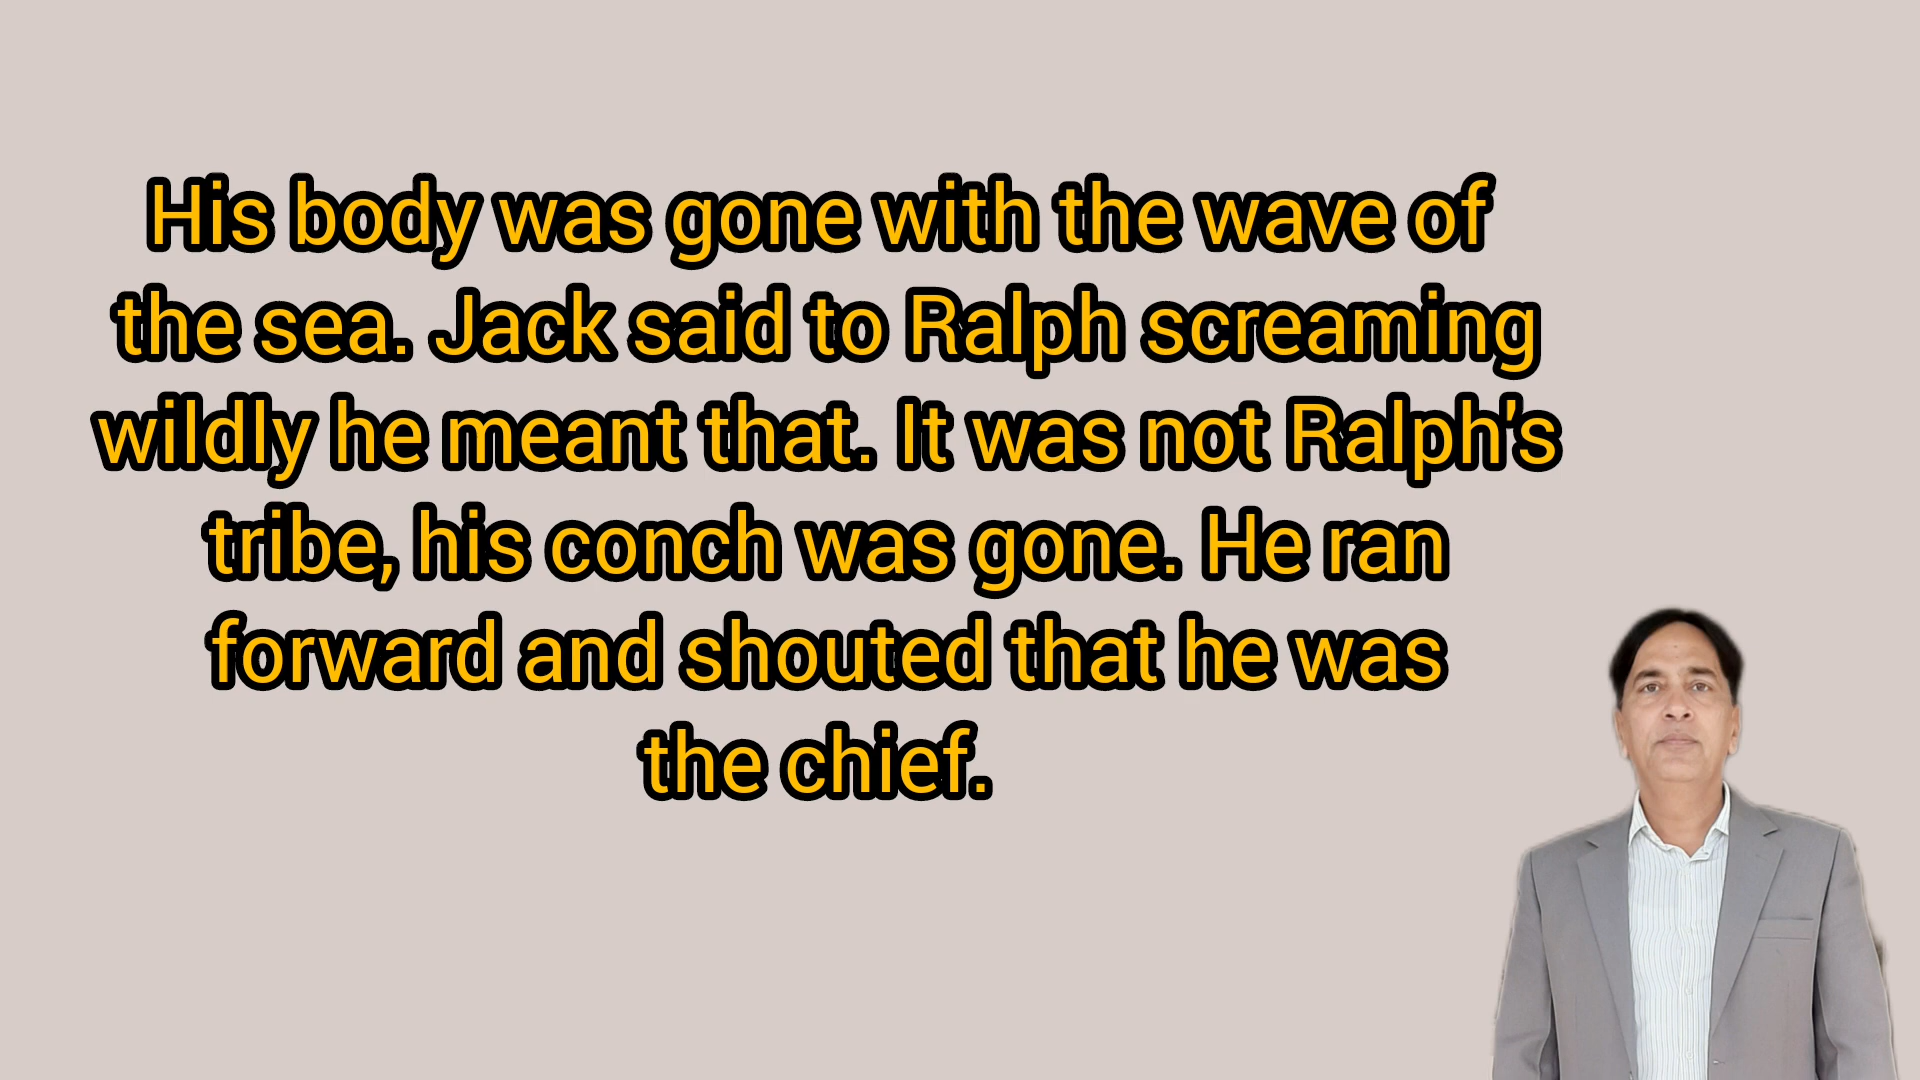 His body was gone with the wave of
the sea. Jack said to Ralph screaming
wildly he meant that. It was not Ralph's
tribe, his conch was gone. He ran
forward and shouted that he was
the chief.